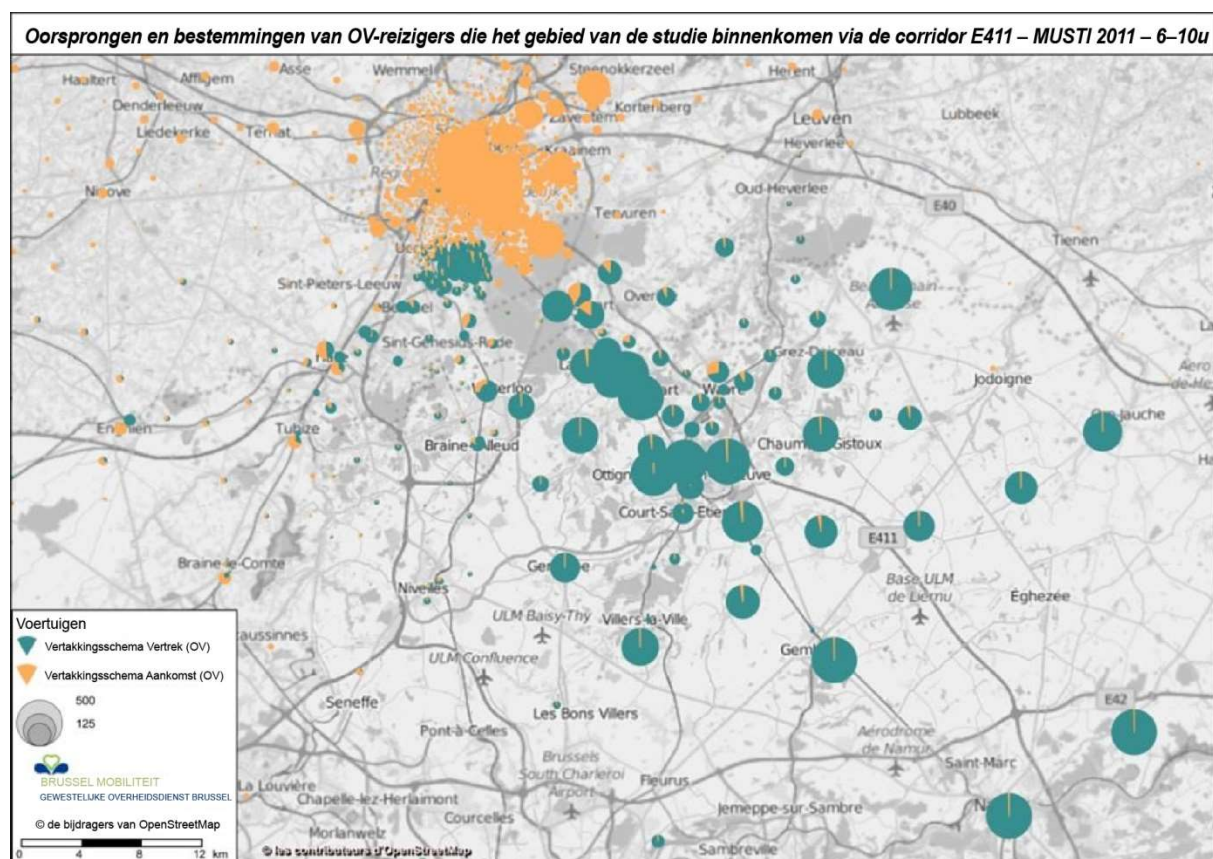 Oorsprongen en bestemmingen van OV-reizigers die het gebied van de studie binnenkomen via de corridor E411 – MUSTI 2011 – 6–10u
Haaltert
Affligem
Asse
Wemmel
Steenokkerzeel
Herent
Denderleeuw
Kortenberg
Lubbeek
Liedekerke
Ternat
Zaventem
Leuven
Kraainem
Heverlee
Ninove
Oud-Heverlee
E40
Tervuren
Tienen
Sint-Pieters-Leeuw
Sint-Genesius-Rode
Grez-Doiceau
Jodoigne
Waterloo
Enghien
Tubize
Braine-l'Alleud
Chaumont-Gistoux
Court-Saint-Etienne
E411
Braine-le-Comte
Base ULM
de Liernu
Nivelles
ULM Baisy-Thy
Éghezée
Villers-la-Ville
ULM Confluence
Seneffe
E42
Les Bons Villers
Pont-à-Celles
Aérodrome
de Namur
Saint-Marc
Brussels
South Charleroi
Airport
Fleurus
La Louvière
Chapelle-lez-Herlaimont
Courcelles
Jemeppe-sur-Sambre
Morlanwelz
Sambreville
Voertuigen
Vertakkingsschema Vertrek (OV)
Vertakkingsschema Aankomst (OV)
500
125
BRUSSEL MOBILITEIT
GEWESTELIJKE OVERHEIDSDIENST BRUSSEL
© de bijdragers van OpenStreetMap
0 4 8 12 km
© les contributeurs d'OpenStreetMap